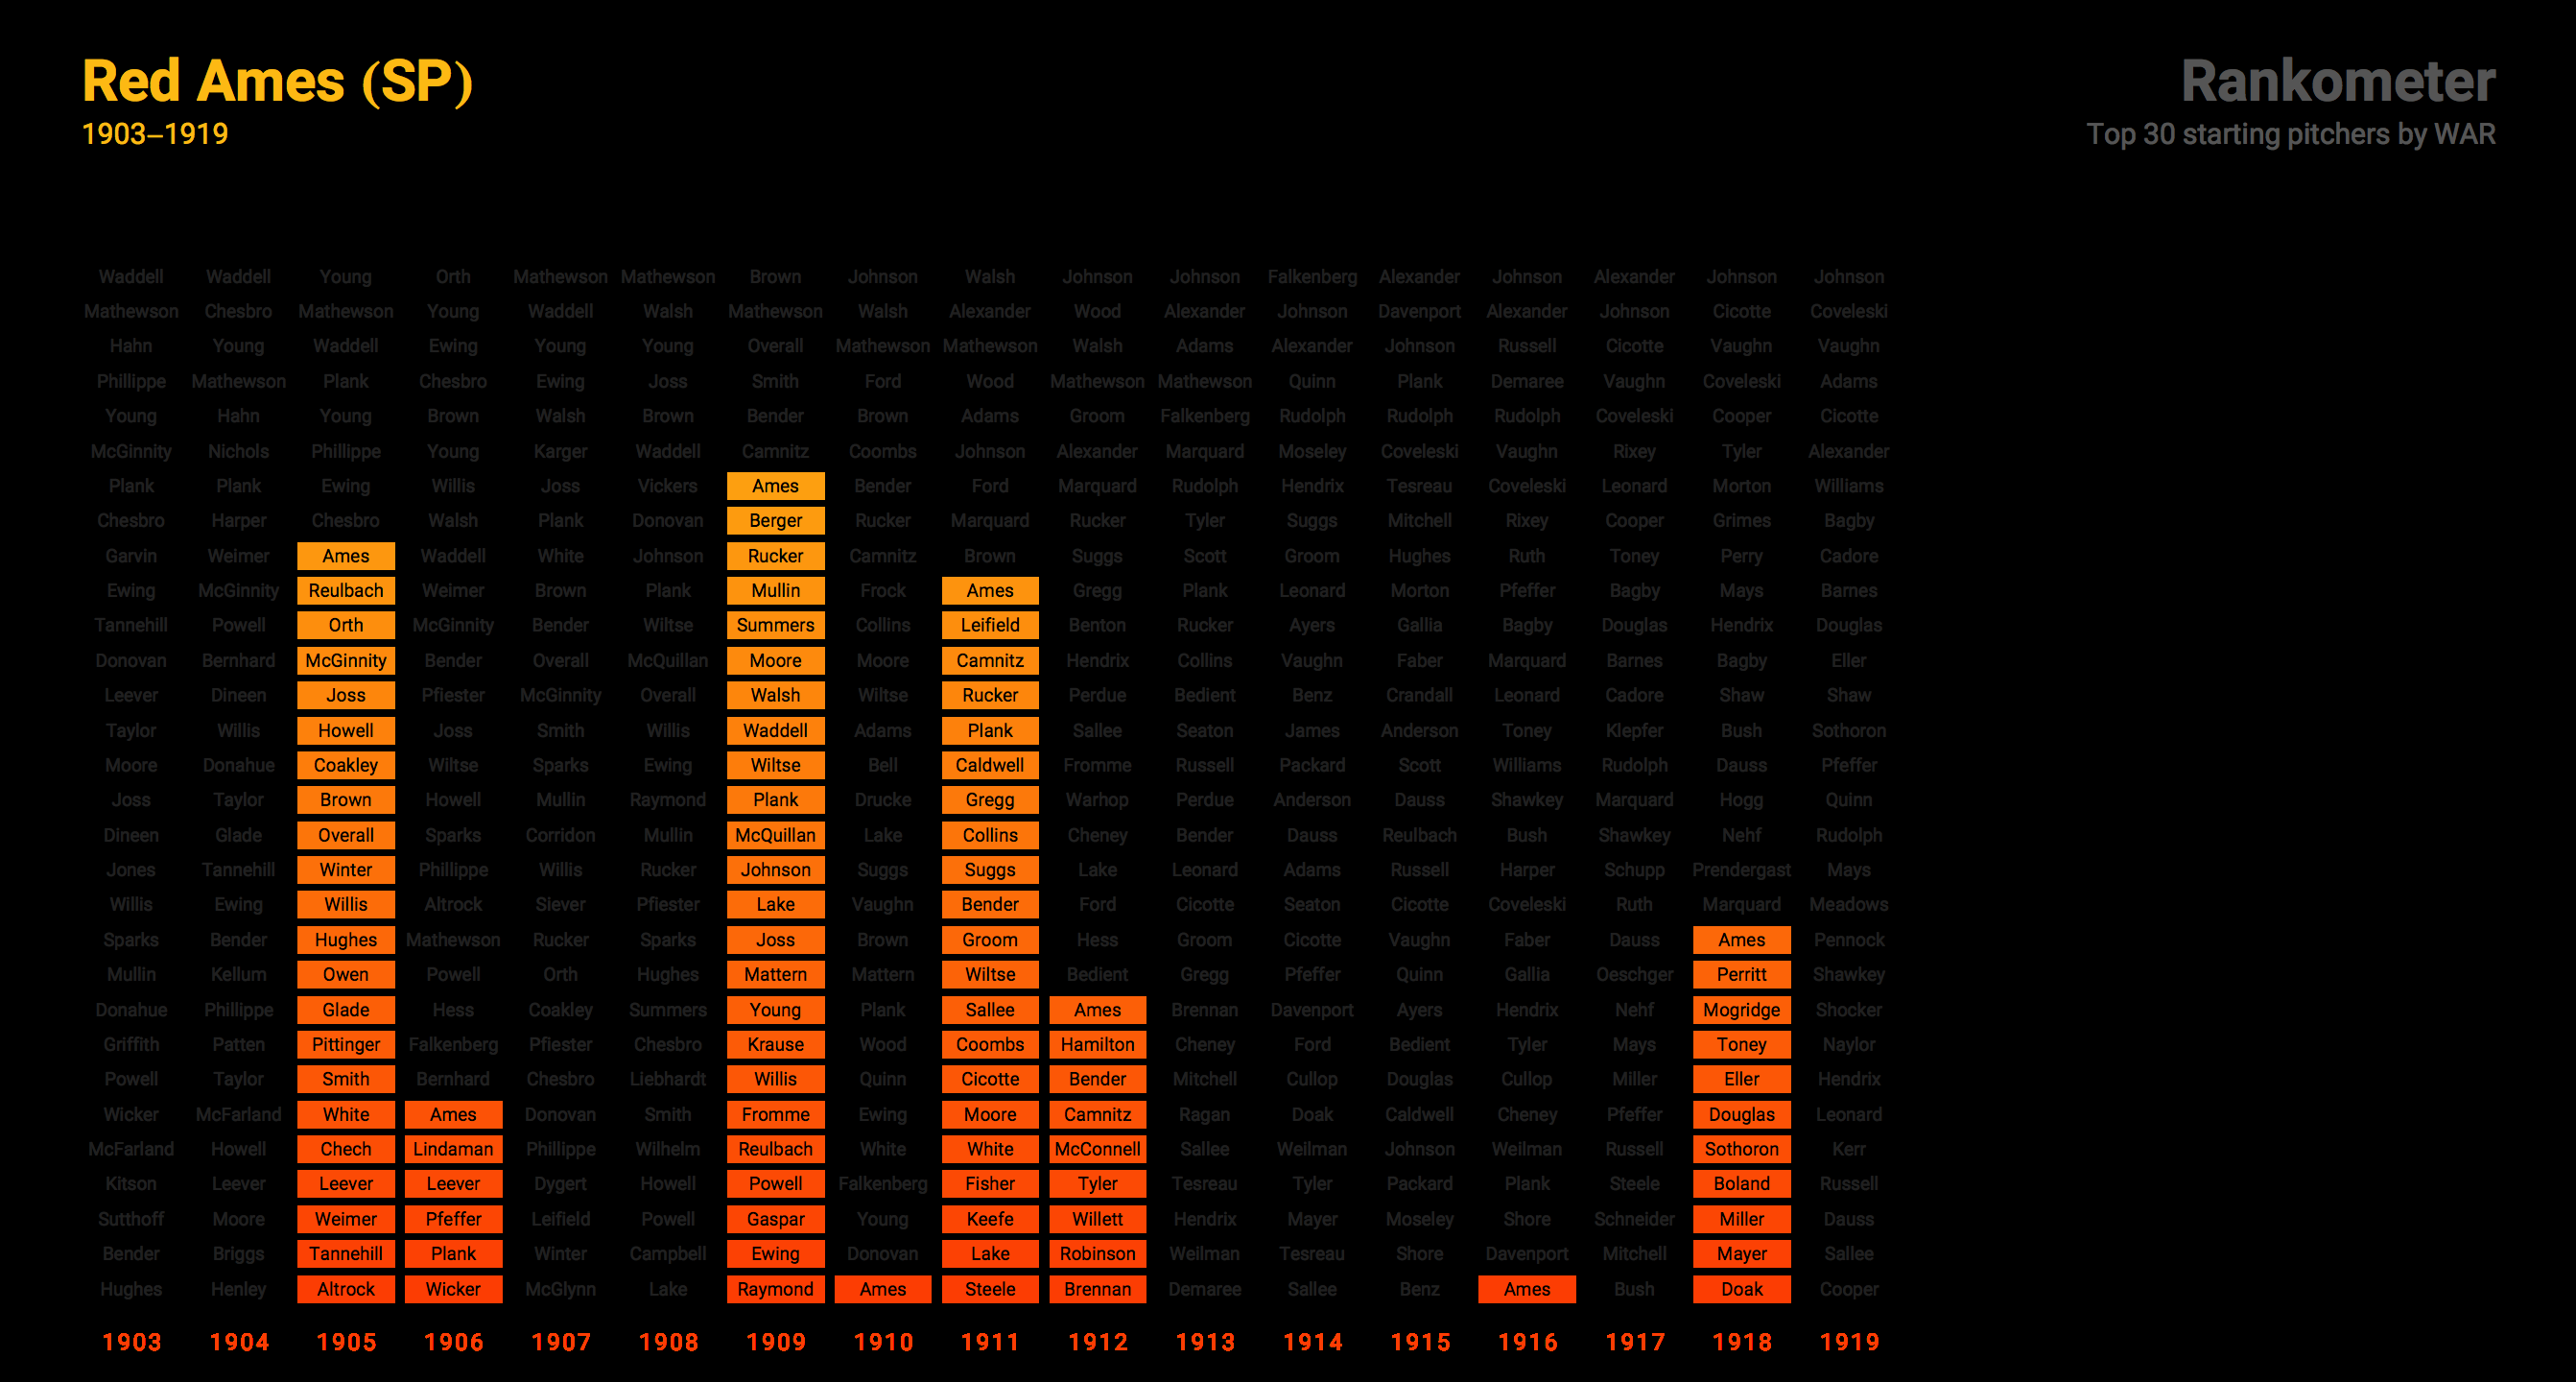 Red Ames (SP)
1903–1919
Rankometer
Top 30 starting pitchers by WAR
Waddell Waddell Young Orth Mathewson Mathewson Brown Johnson Walsh Johnson Johnson Falkenberg Alexander Johnson Alexander Johnson Johnson
Mathewson Chesbro Mathewson Young Waddell Walsh Mathewson Walsh Alexander Wood Alexander Johnson Davenport Alexander Johnson Cicotte Coveleski
Hahn Young Waddell Ewing Young Young Overall Mathewson Mathewson Walsh Adams Alexander Johnson Russell Cicotte Vaughn Vaughn
Phillippe Mathewson Plank Chesbro Ewing Joss Smith Ford Wood Mathewson Mathewson Quinn Plank Demaree Vaughn Coveleski Adams
Young Hahn Young Brown Walsh Brown Bender Brown Adams Groom Falkenberg Rudolph Rudolph Rudolph Coveleski Cooper Cicotte
McGinnity Nichols Phillippe Young Karger Waddell Camnitz Coombs Johnson Alexander Marquard Moseley Coveleski Vaughn Rixey Tyler Alexander
Plank Plank Ewing Willis Joss Vickers Ames Bender Ford Marquard Rudolph Hendrix Tesreau Coveleski Leonard Morton Williams
Chesbro Harper Chesbro Walsh Plank Donovan Berger Rucker Marquard Rucker Tyler Suggs Mitchell Rixey Cooper Grimes Bagby
Garvin Weimer Ames Waddell White Johnson Rucker Camnitz Brown Suggs Scott Groom Hughes Ruth Toney Perry Cadore
Ewing McGinnity Reulbach Weimer Brown Plank Mullin Frock Ames Gregg Plank Leonard Morton Pfeffer Bagby Mays Barnes
Tannehill Powell Orth McGinnity Bender Wiltse Summers Collins Leifield Benton Rucker Ayers Gallia Bagby Douglas Hendrix Douglas
Donovan Bernhard McGinnity Bender Overall McQuillan Moore Moore Camnitz Hendrix Collins Vaughn Faber Marquard Barnes Bagby Eller
Leever Dineen Joss Pfiester McGinnity Overall Walsh Wiltse Rucker Perdue Bedient Benz Crandall Leonard Cadore Shaw Shaw
Taylor Willis Howell Joss Smith Willis Waddell Adams Plank Sallee Seaton James Anderson Toney Klepfer Bush Sothoron
Moore Donahue Coakley Wiltse Sparks Ewing Wiltse Bell Caldwell Fromme Russell Packard Scott Williams Rudolph Dauss Pfeffer
Joss Taylor Brown Howell Mullin Raymond Plank Drucke Gregg Warhop Perdue Anderson Dauss Shawkey Marquard Hogg Quinn
Dineen Glade Overall Sparks Corridon Mullin McQuillan Lake Collins Cheney Bender Dauss Reulbach Bush Shawkey Nehf Rudolph
Jones Tannehill Winter Phillippe Willis Rucker Johnson Suggs Suggs Lake Leonard Adams Russell Harper Schupp Prendergast Mays
Willis Ewing Willis Altrock Siever Pfiester Lake Vaughn Bender Ford Cicotte Seaton Cicotte Coveleski Ruth Marquard Meadows
Sparks Bender Hughes Mathewson Rucker Sparks Joss Brown Groom Hess Groom Cicotte Vaughn Faber Dauss Ames Pennock
Mullin Kellum Owen Powell Orth Hughes Mattern Mattern Wiltse Bedient Gregg Pfeffer Quinn Gallia Oeschger Perritt Shawkey
Donahue Phillippe Glade Hess Coakley Summers Young Plank Sallee Ames Brennan Davenport Ayers Hendrix Nehf Mogridge Shocker
Griffith Patten Pittinger Falkenberg Pfiester Chesbro Krause Wood Coombs Hamilton Cheney Ford Bedient Tyler Mays Toney Naylor
Powell Taylor Smith Bernhard Chesbro Liebhardt Willis Quinn Cicotte Bender Mitchell Cullop Douglas Cullop Miller Eller Hendrix
Wicker McFarland White Ames Donovan Smith Fromme Ewing Moore Camnitz Ragan Doak Caldwell Cheney Pfeffer Douglas Leonard
McFarland Howell Chech Lindaman Phillippe Wilhelm Reulbach White White McConnell Sallee Weilman Johnson Weilman Russell Sothoron Kerr
Kitson Leever Leever Leever Dygert Howell Powell Falkenberg Fisher Tyler Tesreau Tyler Packard Plank Steele Boland Russell
Sutthoff Moore Weimer Pfeffer Leifield Powell Gaspar Young Keefe Willett Hendrix Mayer Moseley Shore Schneider Miller Dauss
Bender Briggs Tannehill Plank Winter Campbell Ewing Donovan Lake Robinson Weilman Tesreau Shore Davenport Mitchell Mayer Sallee
Hughes Henley Altrock Wicker McGlynn Lake Raymond Ames Steele Brennan Demaree Sallee Benz Ames Bush Doak Cooper
1903 1904 1905 1906 1907 1908 1909 1910 1911 1912 1913 1914 1915 1916 1917 1918 1919